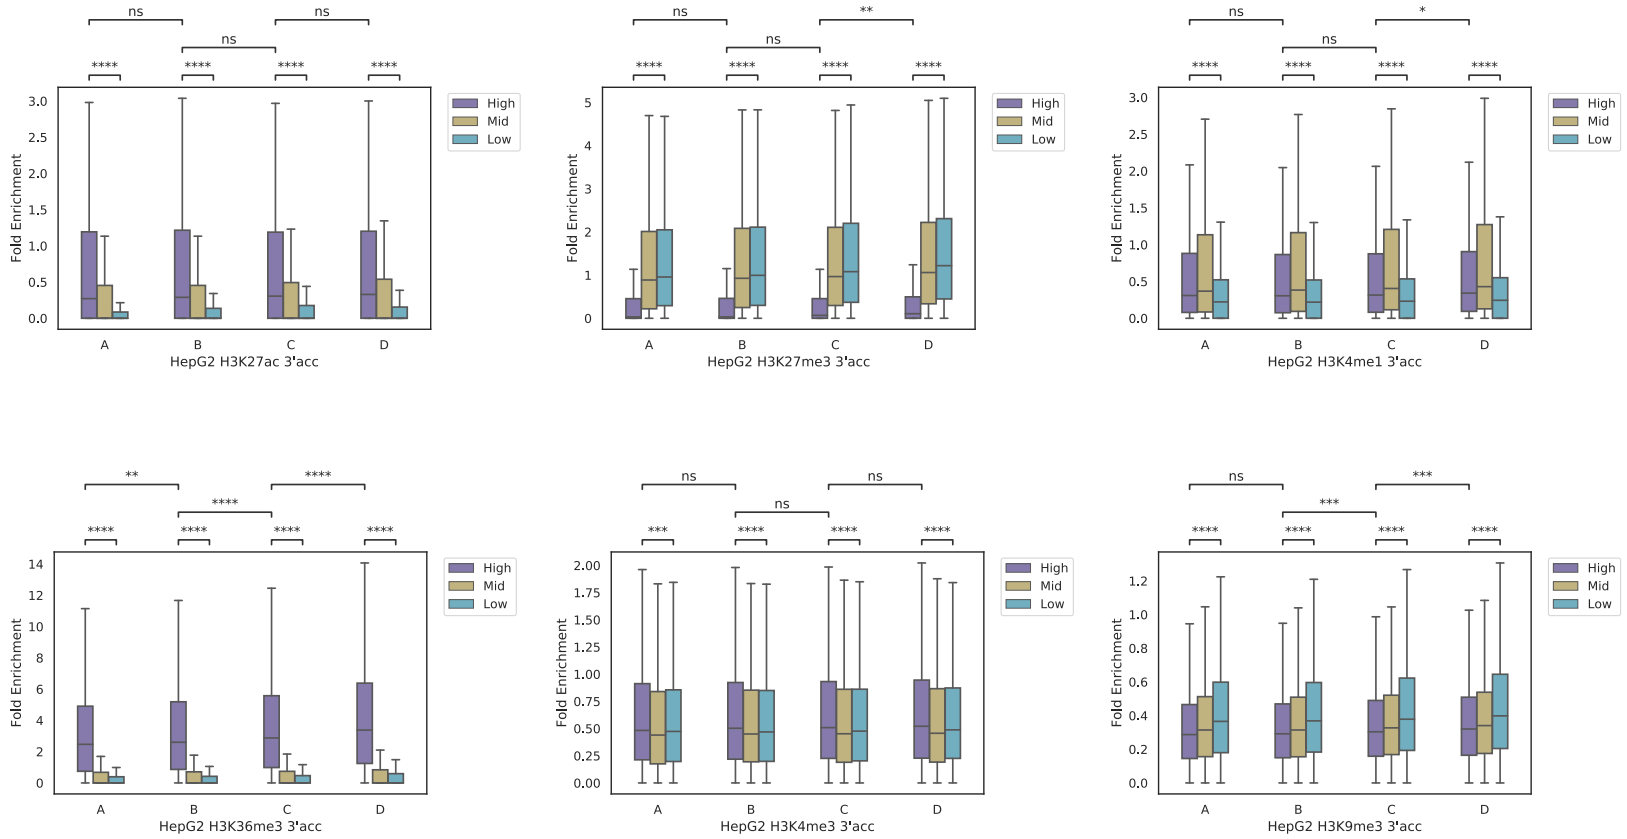 ns ns
ns
**** **** **** ****
3.0
2.5
2.0
1.5
1.0
0.5
0.0
Fold Enrichment
High
Mid
Low
A B C D
HepG2 H3K27ac 3'acc
ns **
ns
**** **** **** ****
5
4
3
2
1
0
Fold Enrichment
High
Mid
Low
A B C D
HepG2 H3K27me3 3'acc
ns *
ns
**** **** **** ****
3.0
2.5
2.0
1.5
1.0
0.5
0.0
Fold Enrichment
High
Mid
Low
A B C D
HepG2 H3K4me1 3'acc
** ****
****
**** **** **** ****
14
12
10
8
6
4
2
0
Fold Enrichment
High
Mid
Low
A B C D
HepG2 H3K36me3 3'acc
ns ns
ns
*** **** **** ****
2.00
1.75
1.50
1.25
1.00
0.75
0.50
0.25
0.00
Fold Enrichment
High
Mid
Low
A B C D
HepG2 H3K4me3 3'acc
ns ***
***
**** **** **** ****
1.2
1.0
0.8
0.6
0.4
0.2
0.0
Fold Enrichment
High
Mid
Low
A B C D
HepG2 H3K9me3 3'acc